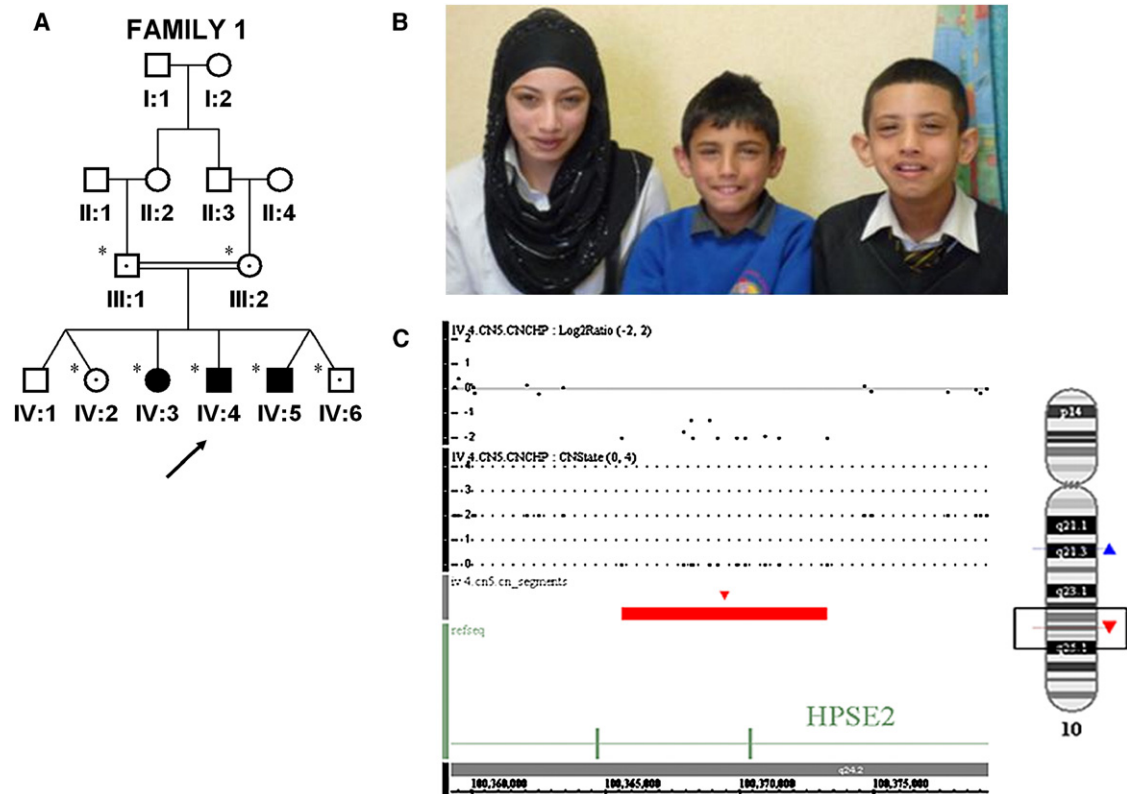 A
FAMILY 1
I:1 I:2
II:1 II:2 II:3 II:4
* *
III:1 III:2
* * * * *
IV:1 IV:2 IV:3 IV:4 IV:5 IV:6
B
C
IV.4.CN5.CNCHP : Log2Ratio (-2, 2)
2
1
0
-1
-2
IV.4.CN5.CNCHP : CNState (0, 4)
4
3
2
1
0
iv 4.cn5.cn_segments
refseq
HPSE2
q24.2
100,360,000 100,365,000 100,370,000 100,375,000
p14
q21.1
q21.3
q23.1
q25.1
10